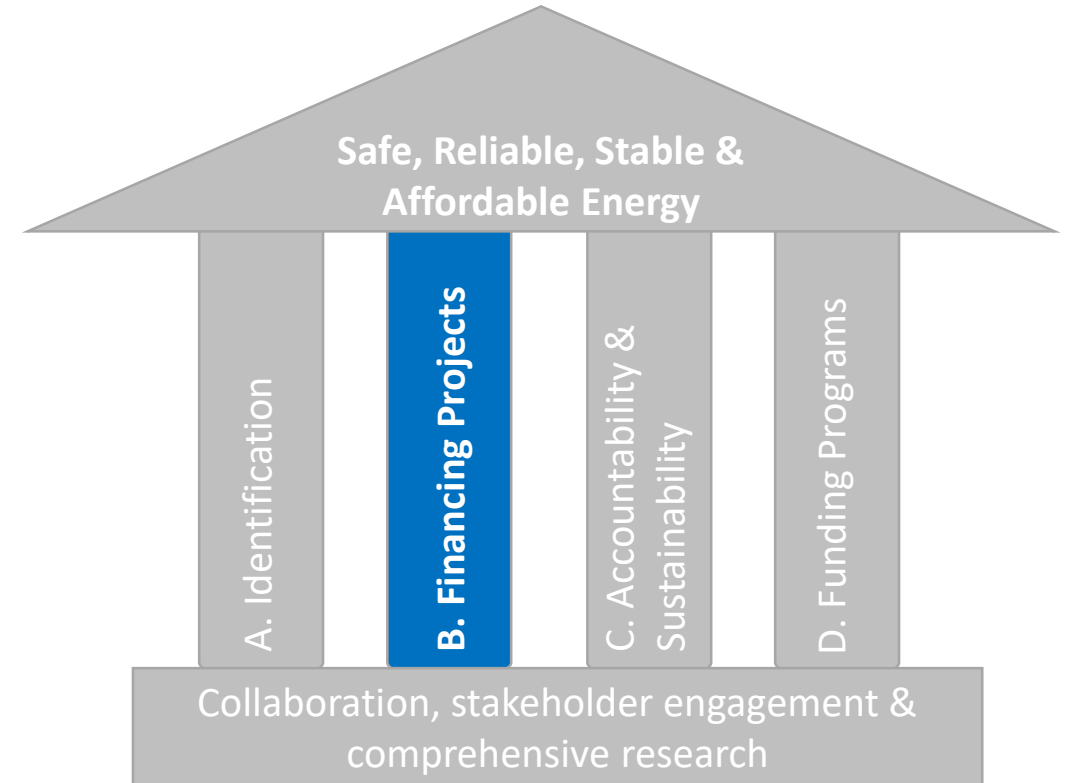 Safe, Reliable, Stable &
Affordable Energy
A. Identification
B. Financing Projects
C. Accountability &
Sustainability
D. Funding Programs
Collaboration, stakeholder engagement &
comprehensive research